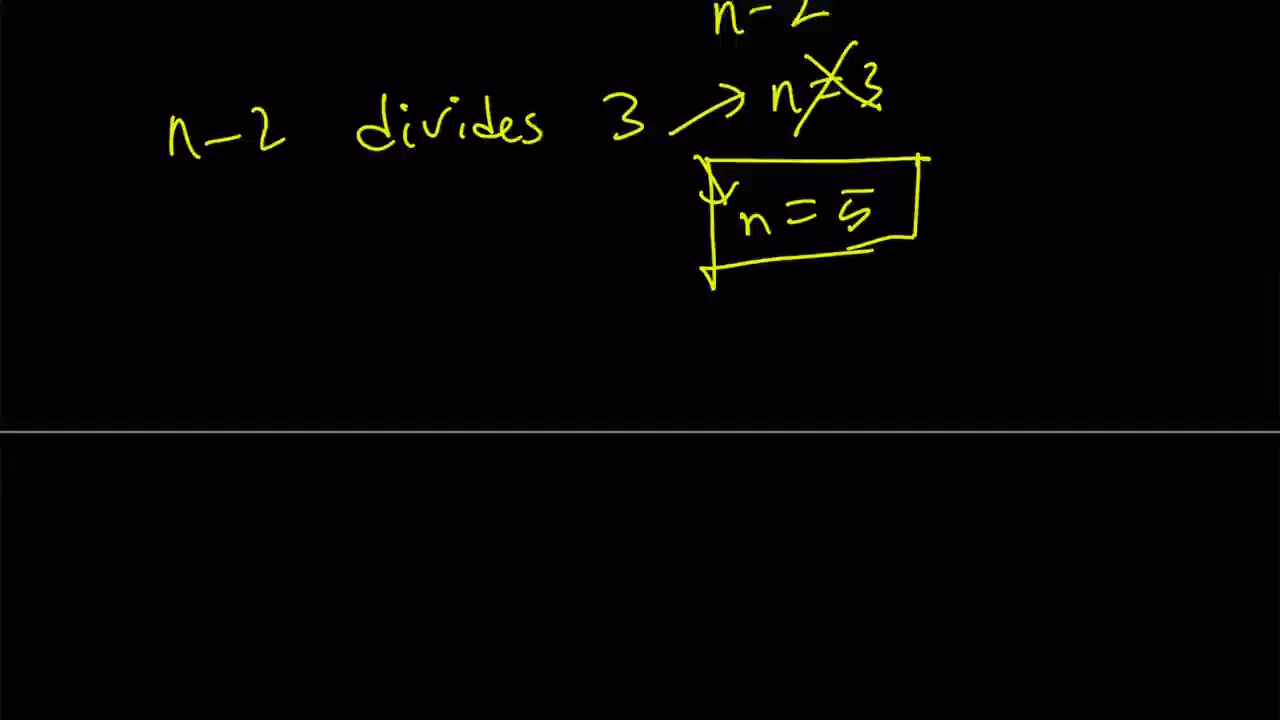 n-2
n-2 divides 3 → n=3
n = 5